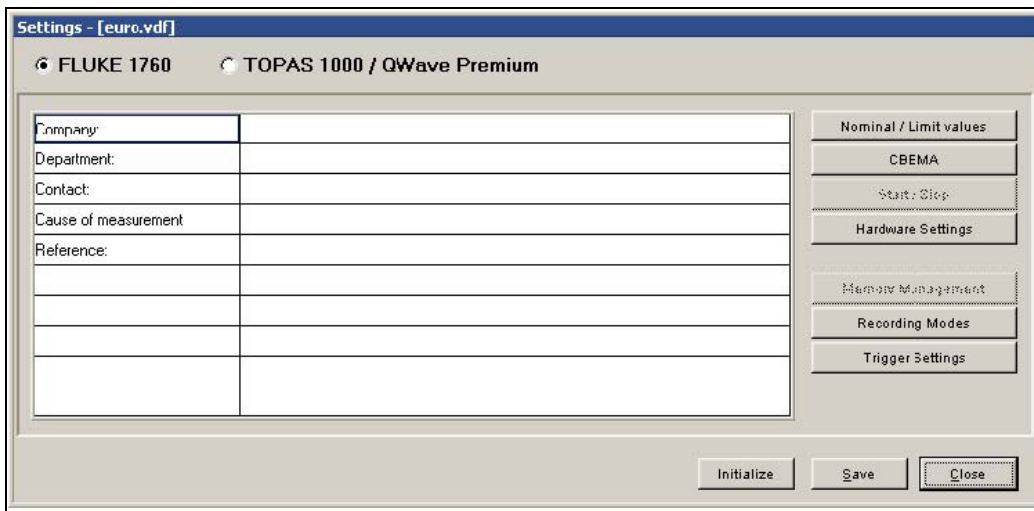 Settings - [euro.vdf]
FLUKE 1760 TOPAS 1000 / QWave Premium
Company:
Department:
Contact:
Cause of measurement
Reference:
Nominal / Limit values
CBEMA
Start / Stop
Hardware Settings
Memory Management
Recording Modes
Trigger Settings
Initialize Save Close